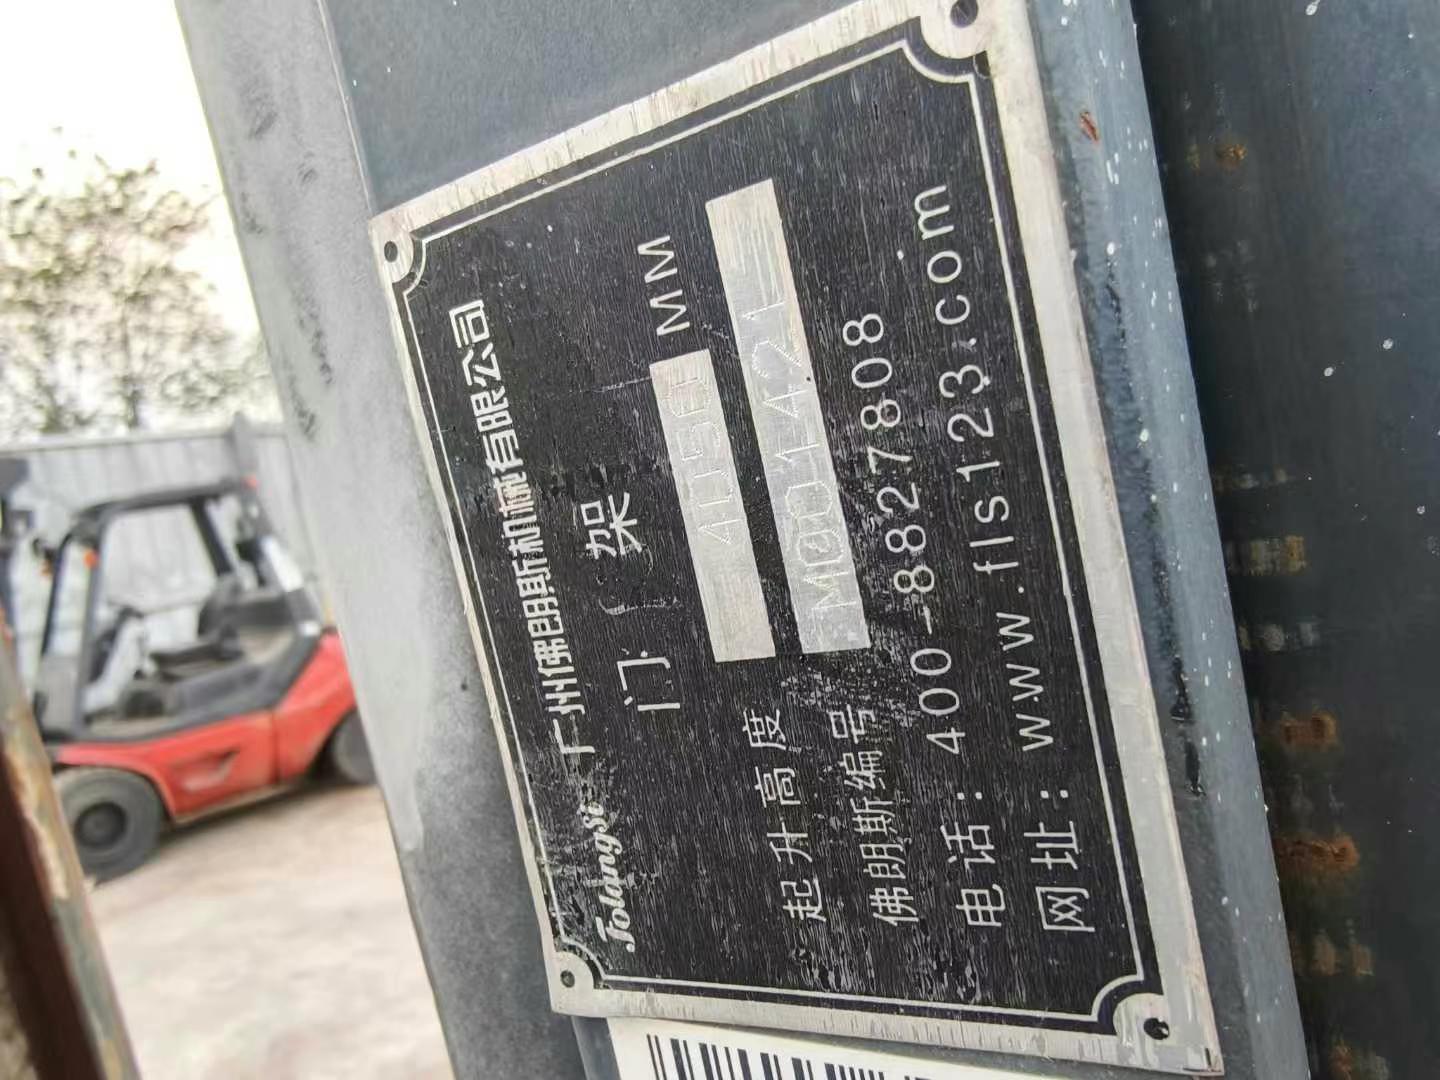 Folangsi 广州佛朗斯机械有限公司
门 架
起升高度 4050 MM
佛朗斯编号 M001421
电话：400-8827808
网址：www.fls123.com